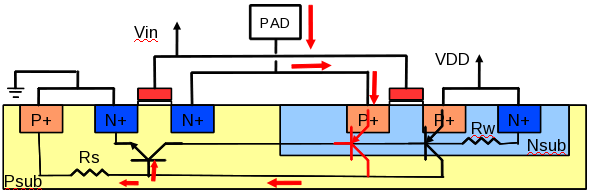 PAD
Vin
VDD
P+ N+ N+ P+ P+ N+
Rw
Nsub
Rs
Psub